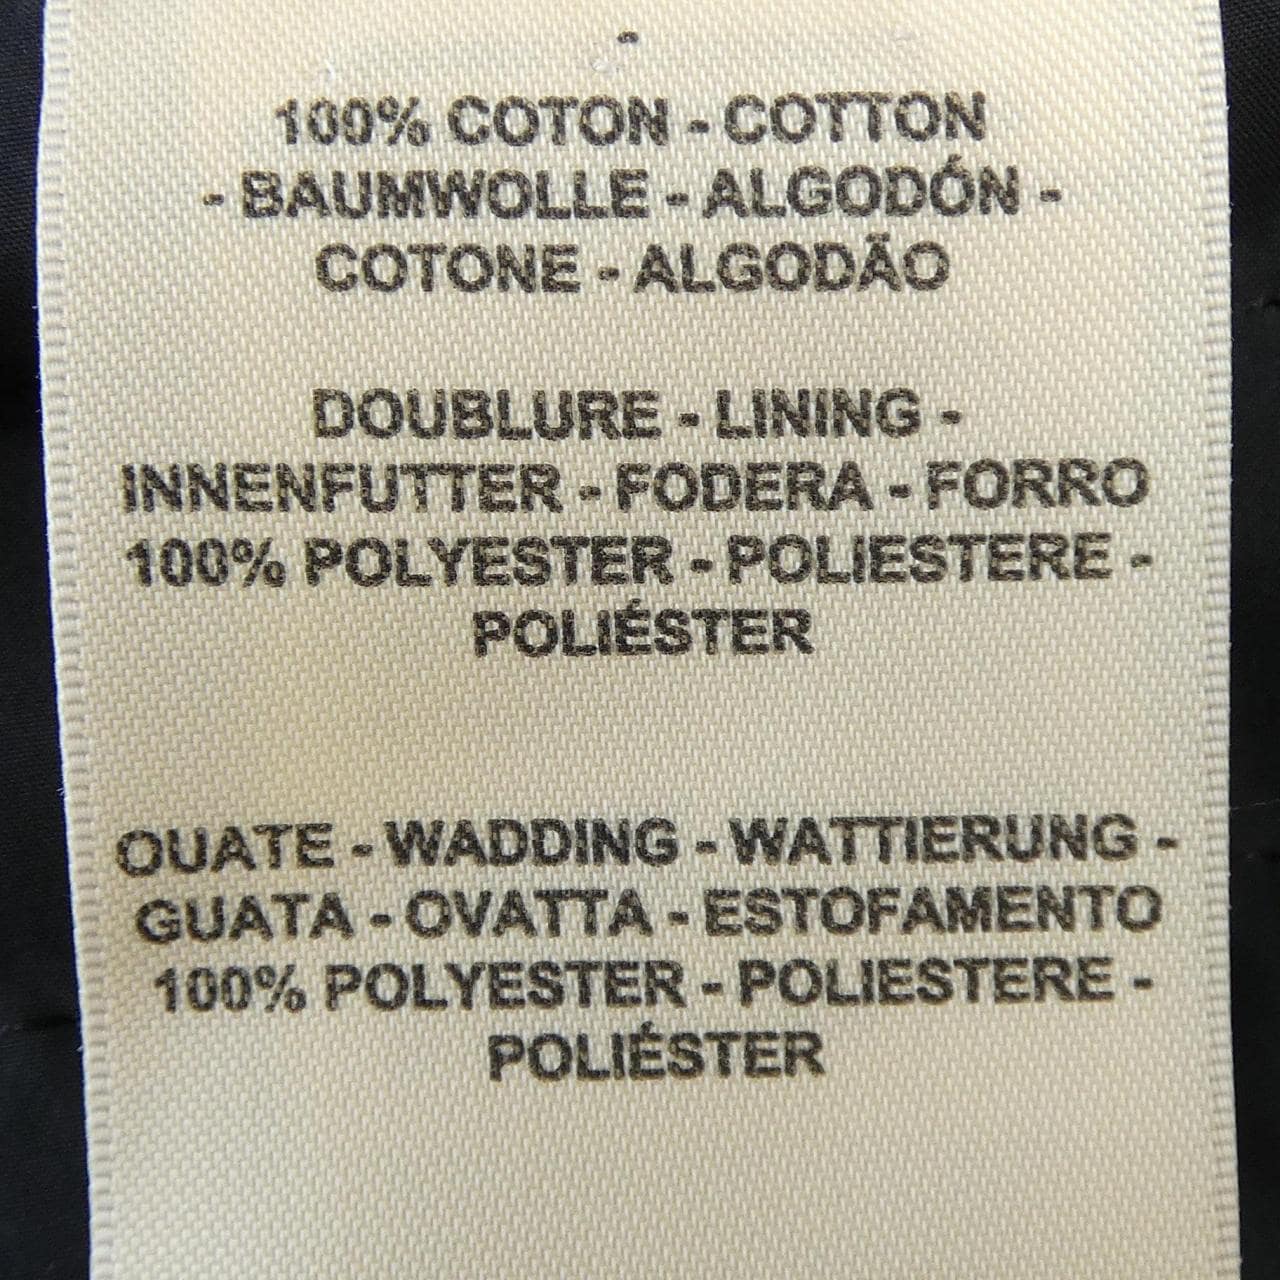 -
100% COTON - COTTON
- BAUMWOLLE - ALGODÓN -
COTONE - ALGODÃO
DOUBLURE - LINING -
INNENFUTTER - FODERA - FORRO
100% POLYESTER - POLIESTERE -
POLIÉSTER
OUATE - WADDING - WATTIERUNG -
GUATA - OVATTA - ESTOFAMENTO
100% POLYESTER - POLIESTERE -
POLIÉSTER